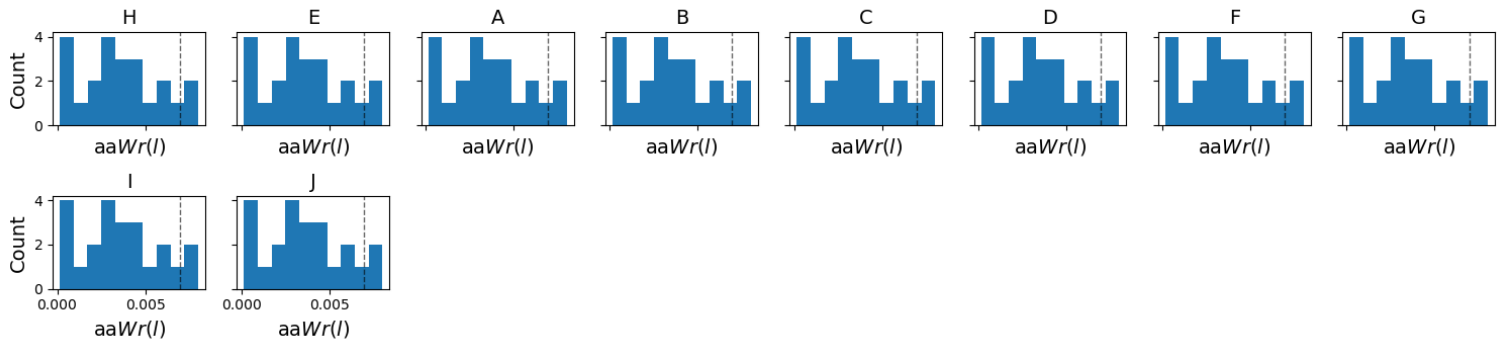 H E A B C D F G
4
2
0
Count
aaWr(l) aaWr(l) aaWr(l) aaWr(l) aaWr(l) aaWr(l) aaWr(l) aaWr(l)
I J
4
2
0
Count
0.000 0.005 0.000 0.005
aaWr(l) aaWr(l)